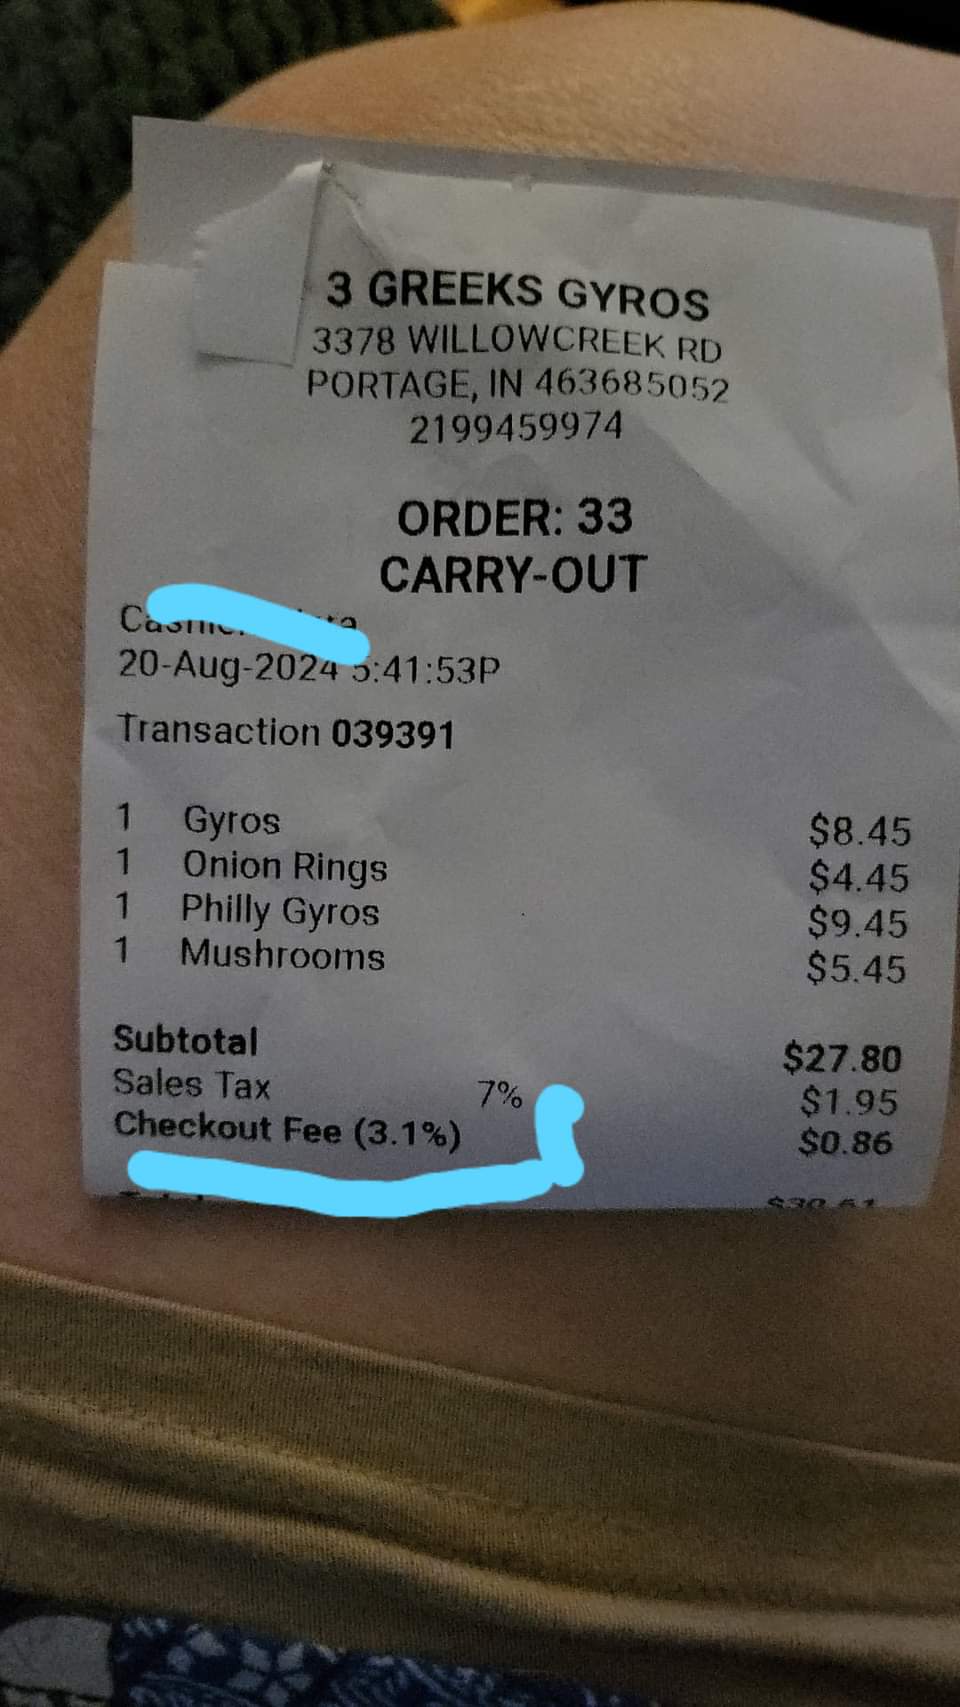 3 GREEKS GYROS
3378 WILLOWCREEK RD
PORTAGE, IN 463685052
2199459974
ORDER: 33
CARRY-OUT
20-Aug-2024 5:41:53P
Transaction 039391
1 Gyros $8.45
1 Onion Rings $4.45
1 Philly Gyros $9.45
1 Mushrooms $5.45
Subtotal $27.80
Sales Tax 7% $1.95
Checkout Fee (3.1%) $0.86
$30.61